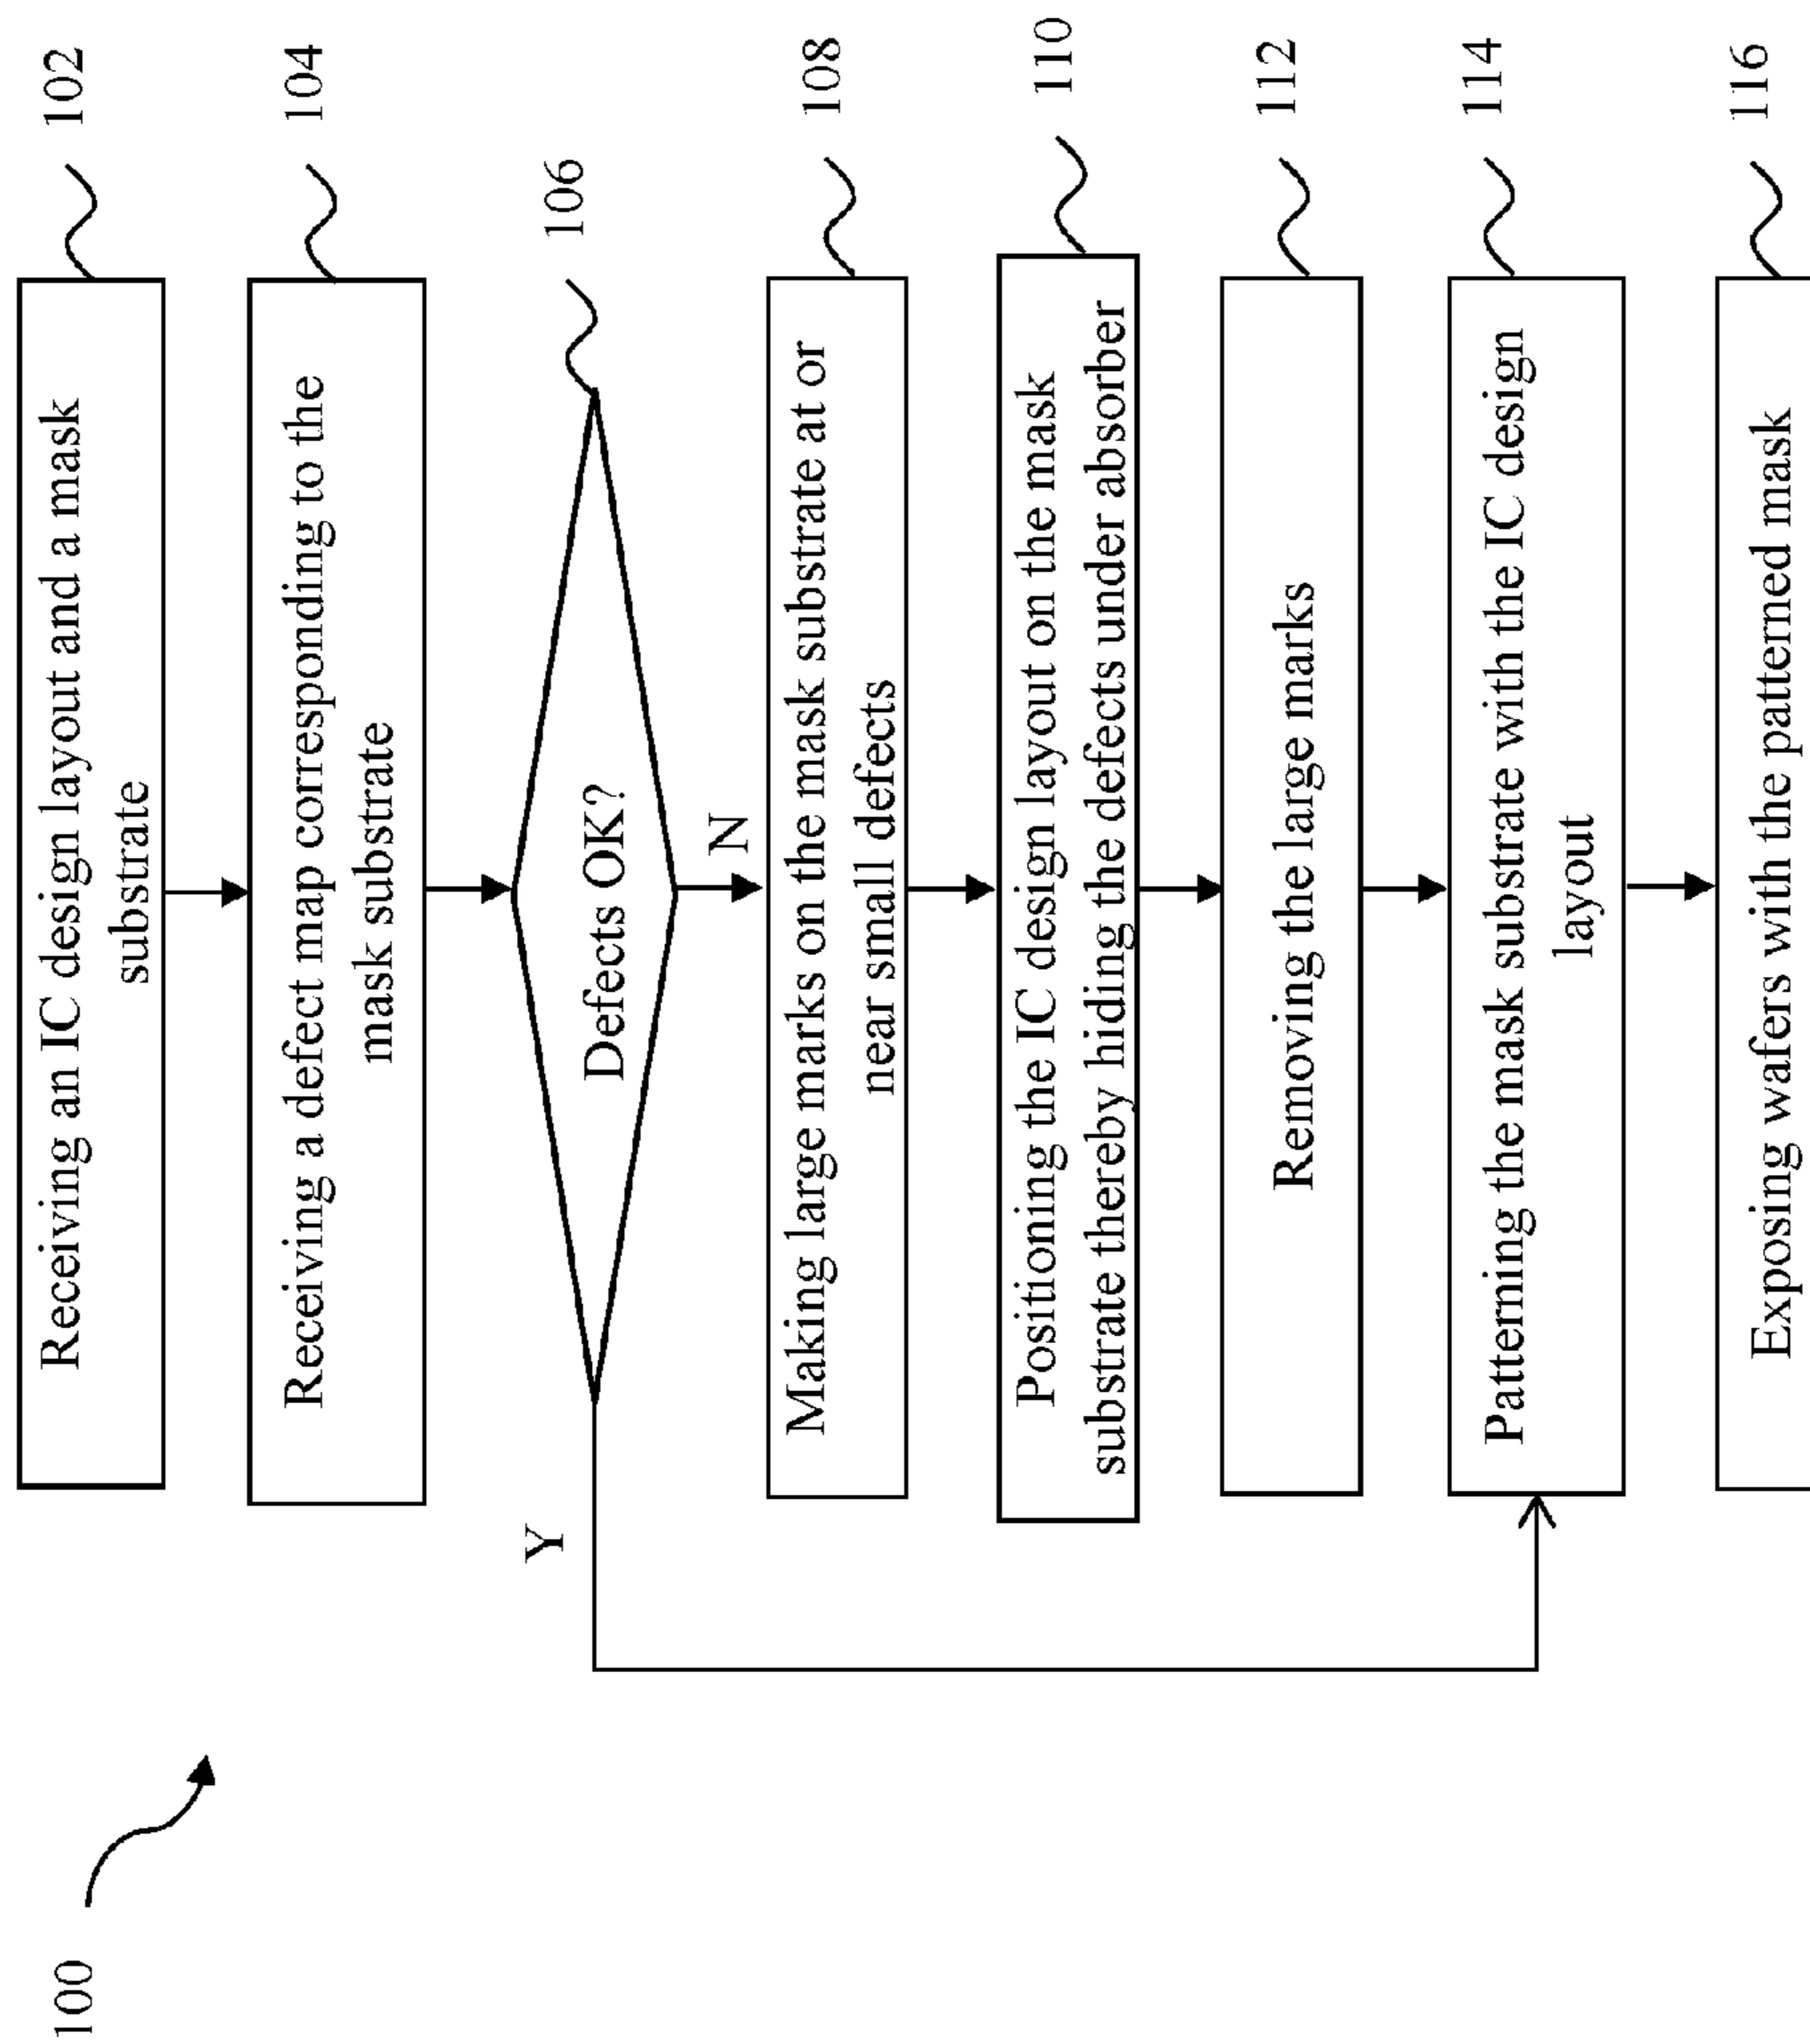 100
Receiving an IC design layout and a mask
substrate
102
Receiving a defect map corresponding to the
mask substrate
104
Defects OK?
106
Y
N
Making large marks on the mask substrate at or
near small defects
108
Positioning the IC design layout on the mask
substrate thereby hiding the defects under absorber
110
Removing the large marks
112
Patterning the mask substrate with the IC design
layout
114
Exposing wafers with the patterned mask
116